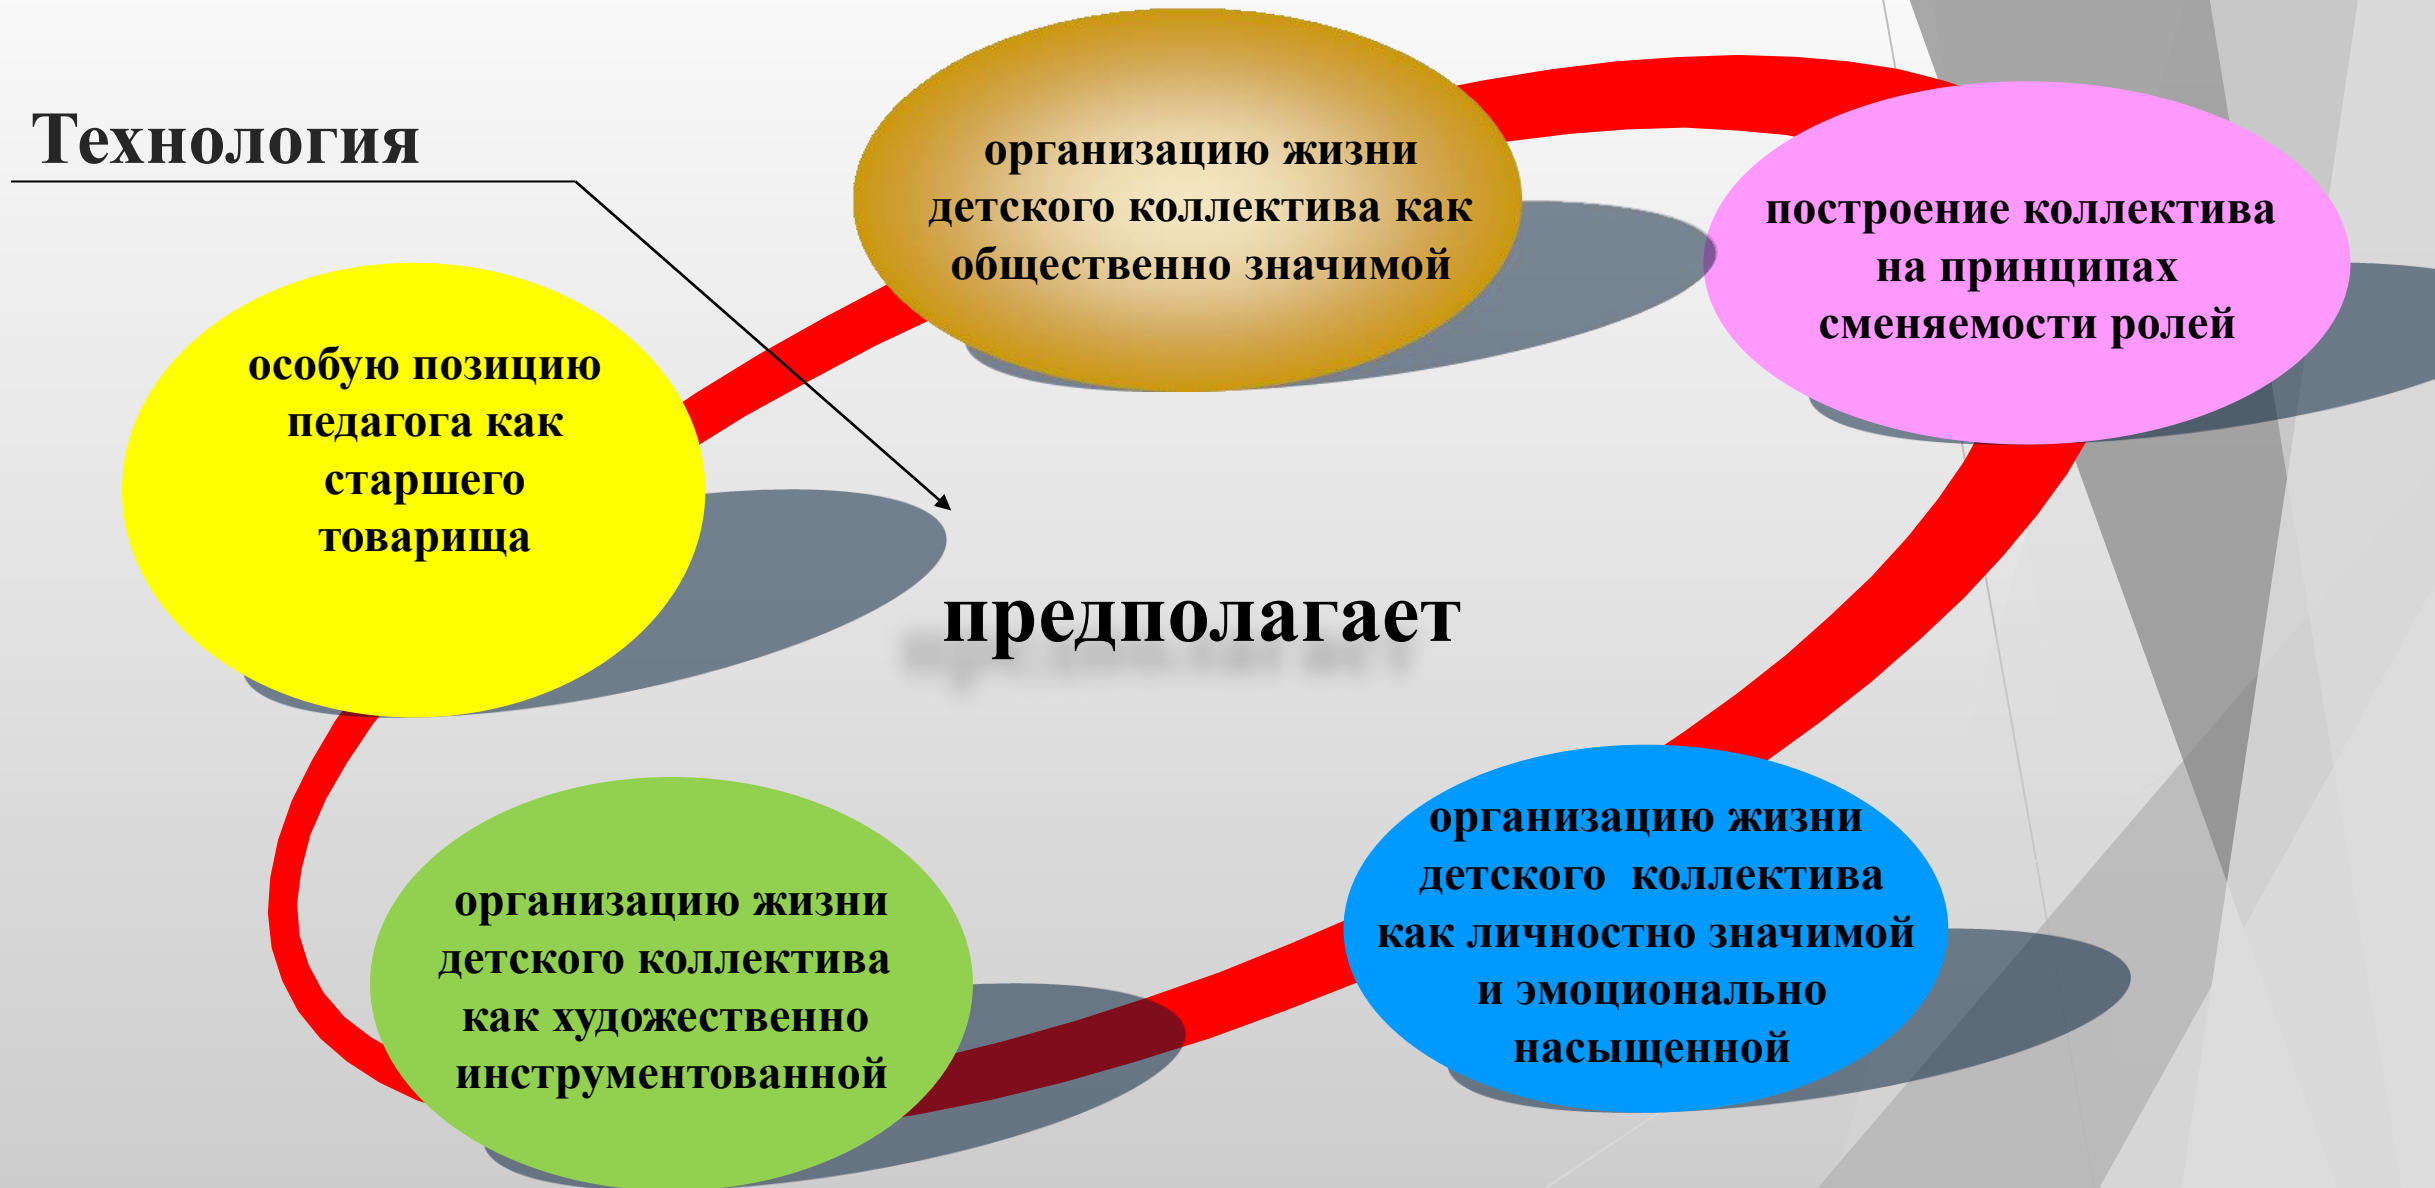 Технология
организацию жизни
детского коллектива как
общественно значимой
построение коллектива
на принципах
сменяемости ролей
особую позицию
педагога как
старшего
товарища
предполагает
организацию жизни
детского коллектива
как личностно значимой
и эмоционально
насыщенной
организацию жизни
детского коллектива
как художественно
инструментованной